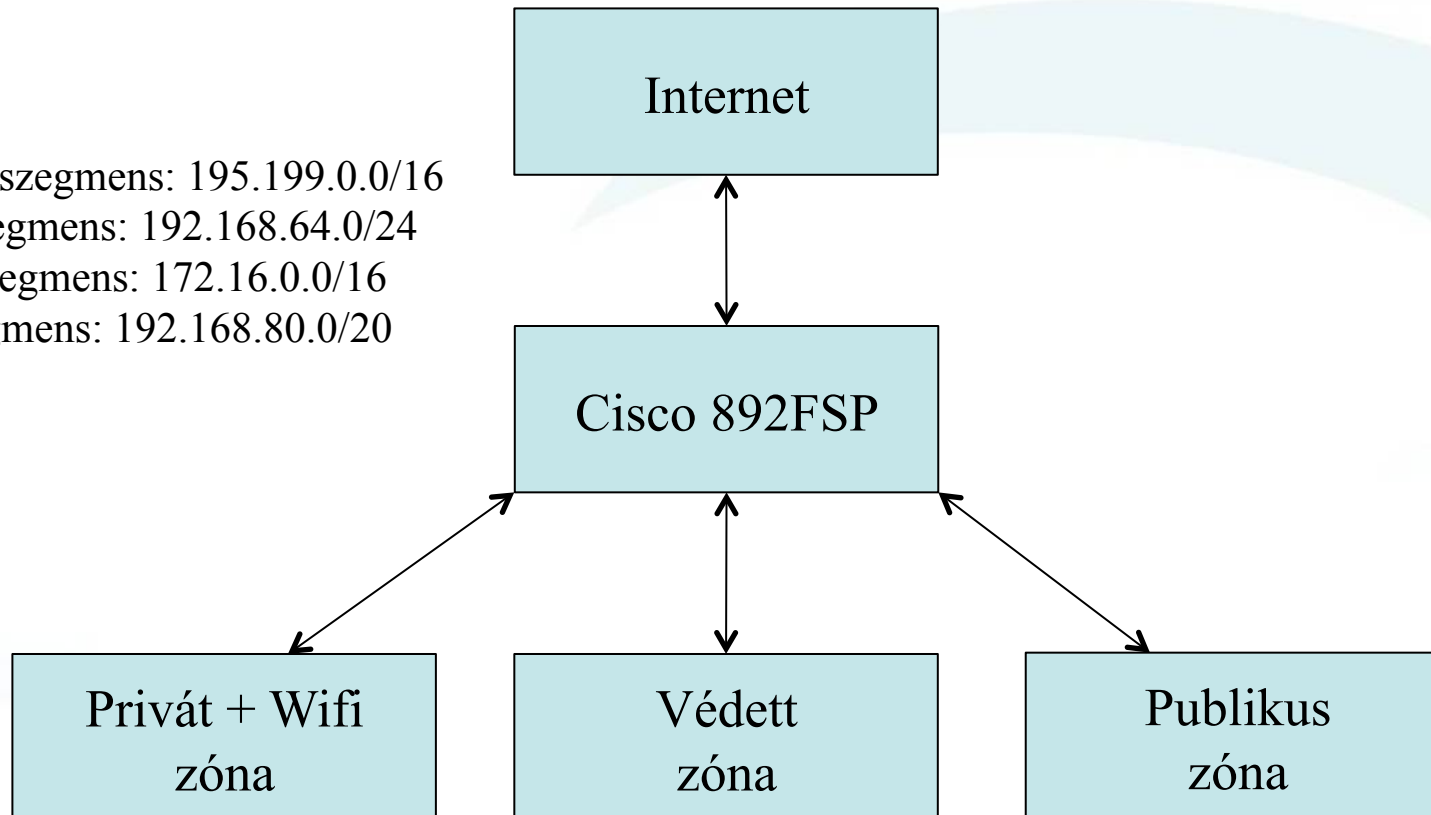 Internet
szegmens: 195.199.0.0/16
egmens: 192.168.64.0/24
egmens: 172.16.0.0/16
gmens: 192.168.80.0/20
Cisco 892FSP
Privát + Wifi
zóna
Védett
zóna
Publikus
zóna